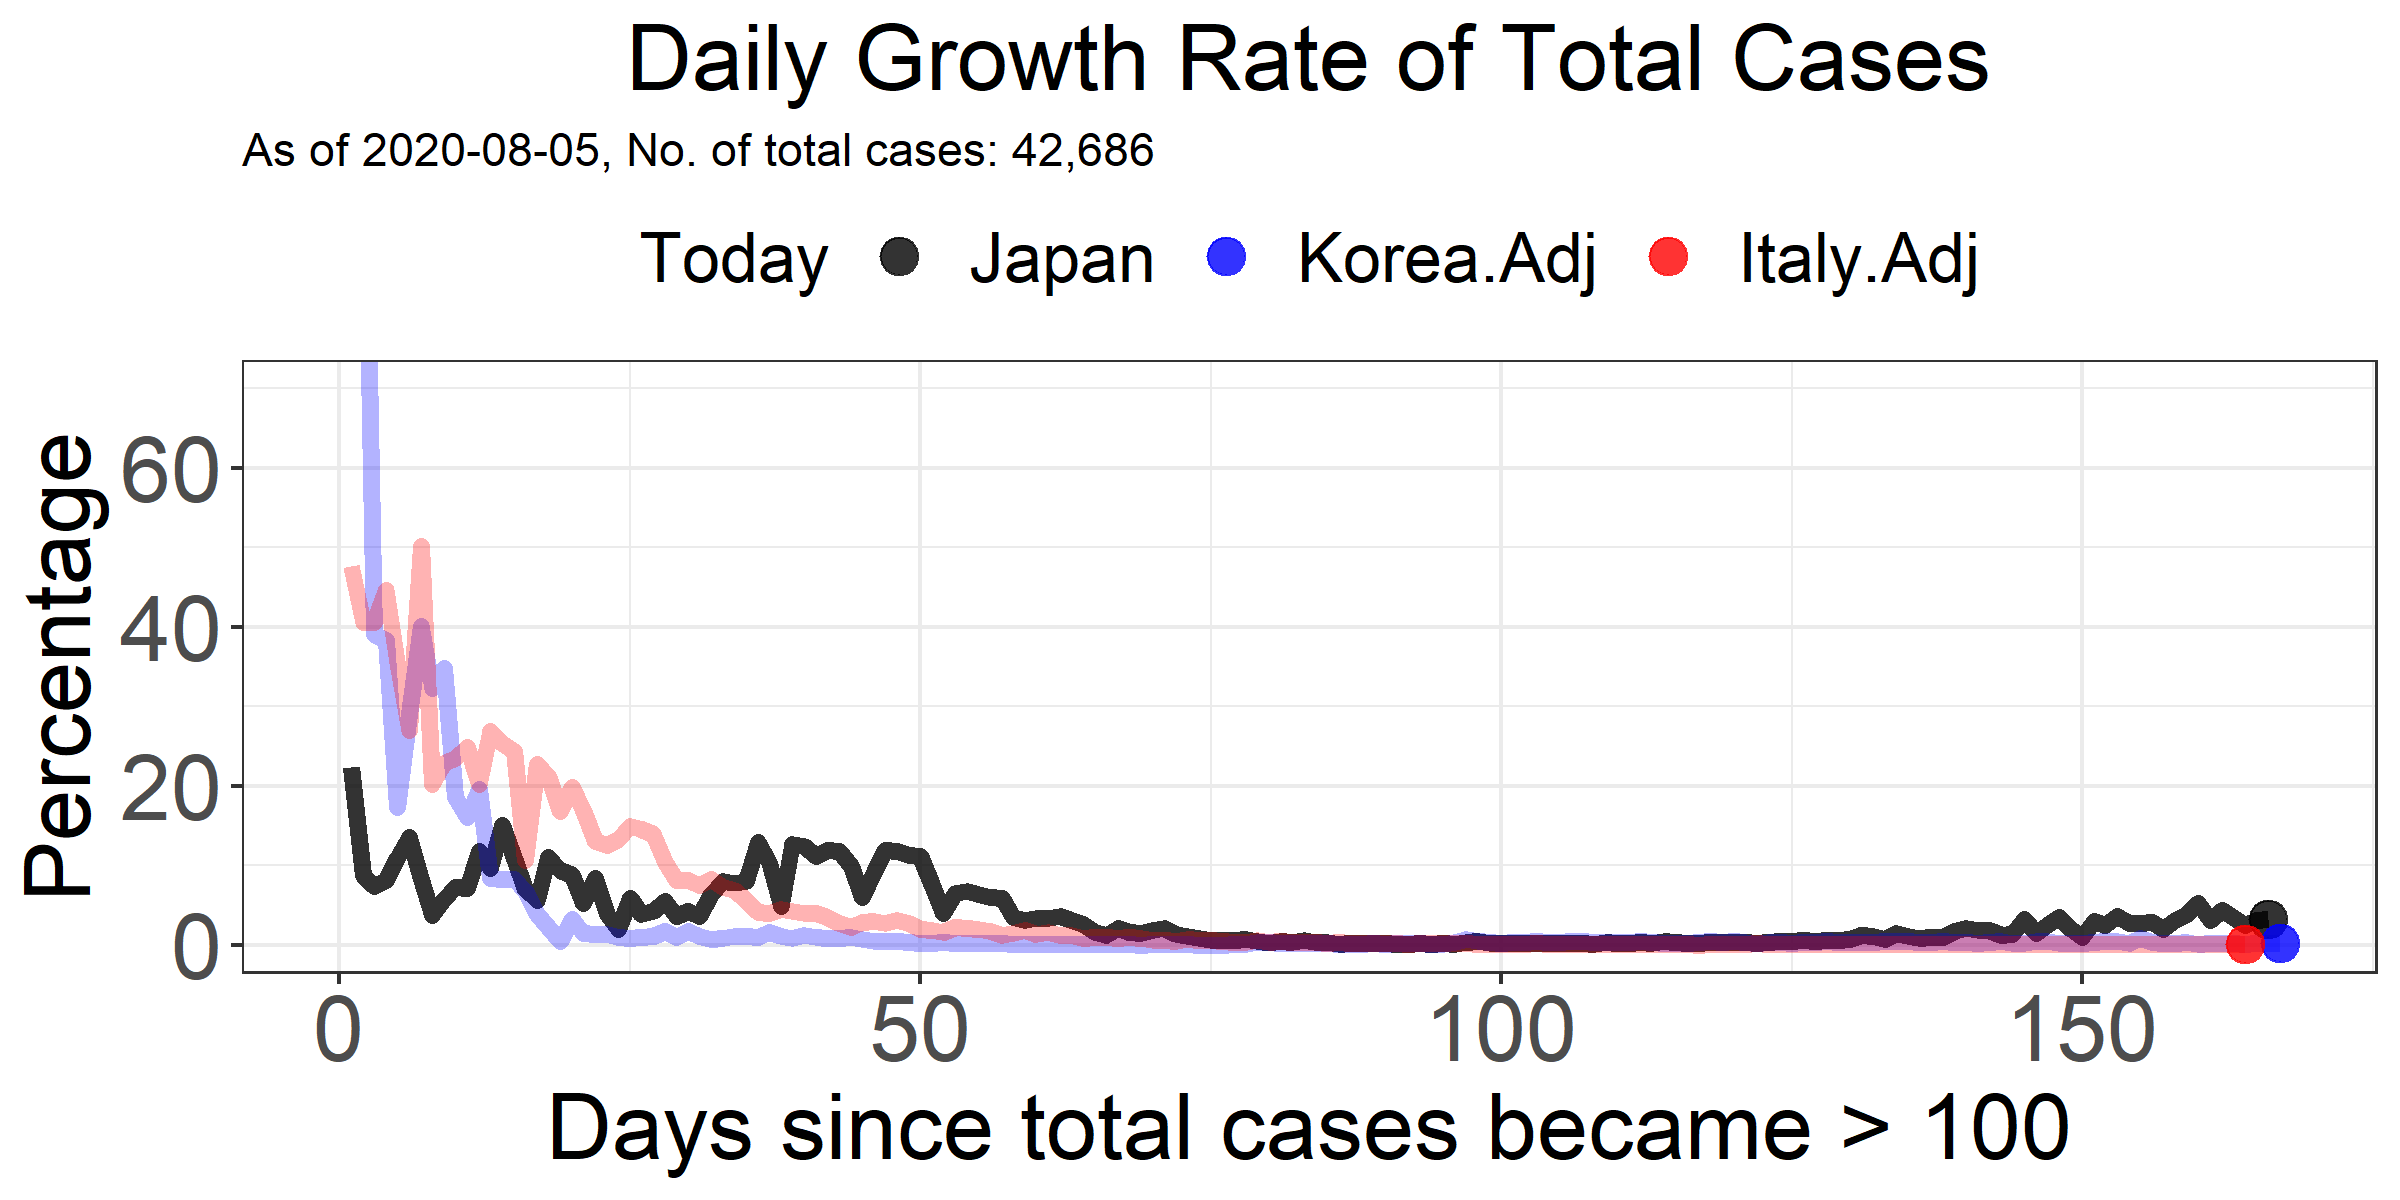 Daily Growth Rate of Total Cases
As of 2020-08-05, No. of total cases: 42,686
Today Japan Korea.Adj Italy.Adj
Percentage
60
40
20
0
0 50 100 150
Days since total cases became > 100